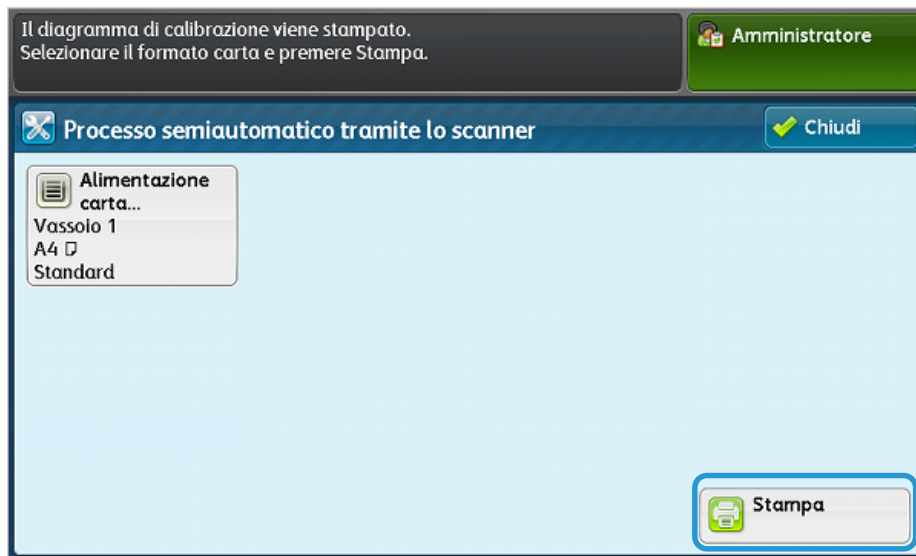 Il diagramma di calibrazione viene stampato.
Selezionare il formato carta e premere Stampa.
Amministratore
Processo semiautomatico tramite lo scanner
Chiudi
Alimentazione
carta...
Vassoio 1
A4
Standard
Stampa